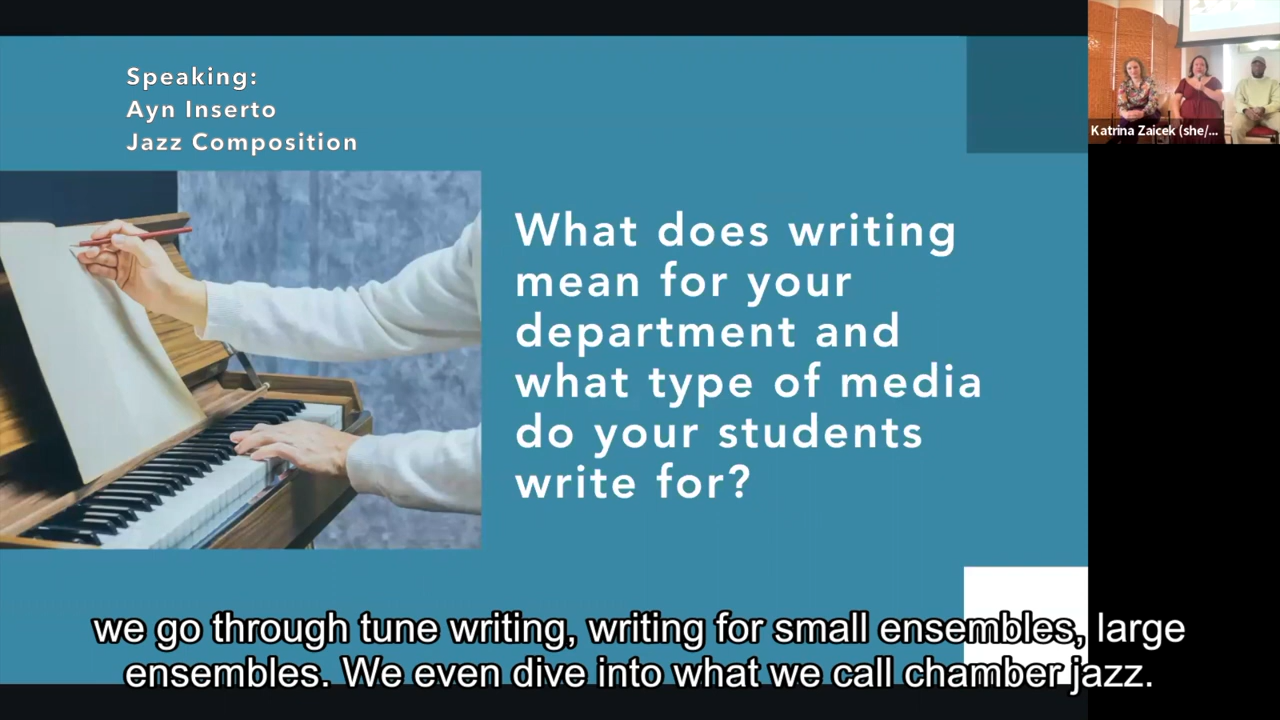 Speaking:
Ayn Inserto
Jazz Composition
Katrina Zaicek (she/...
What does writing
mean for your
department and
what type of media
do your students
write for?
we go through tune writing, writing for small ensembles, large
ensembles. We even dive into what we call chamber jazz.